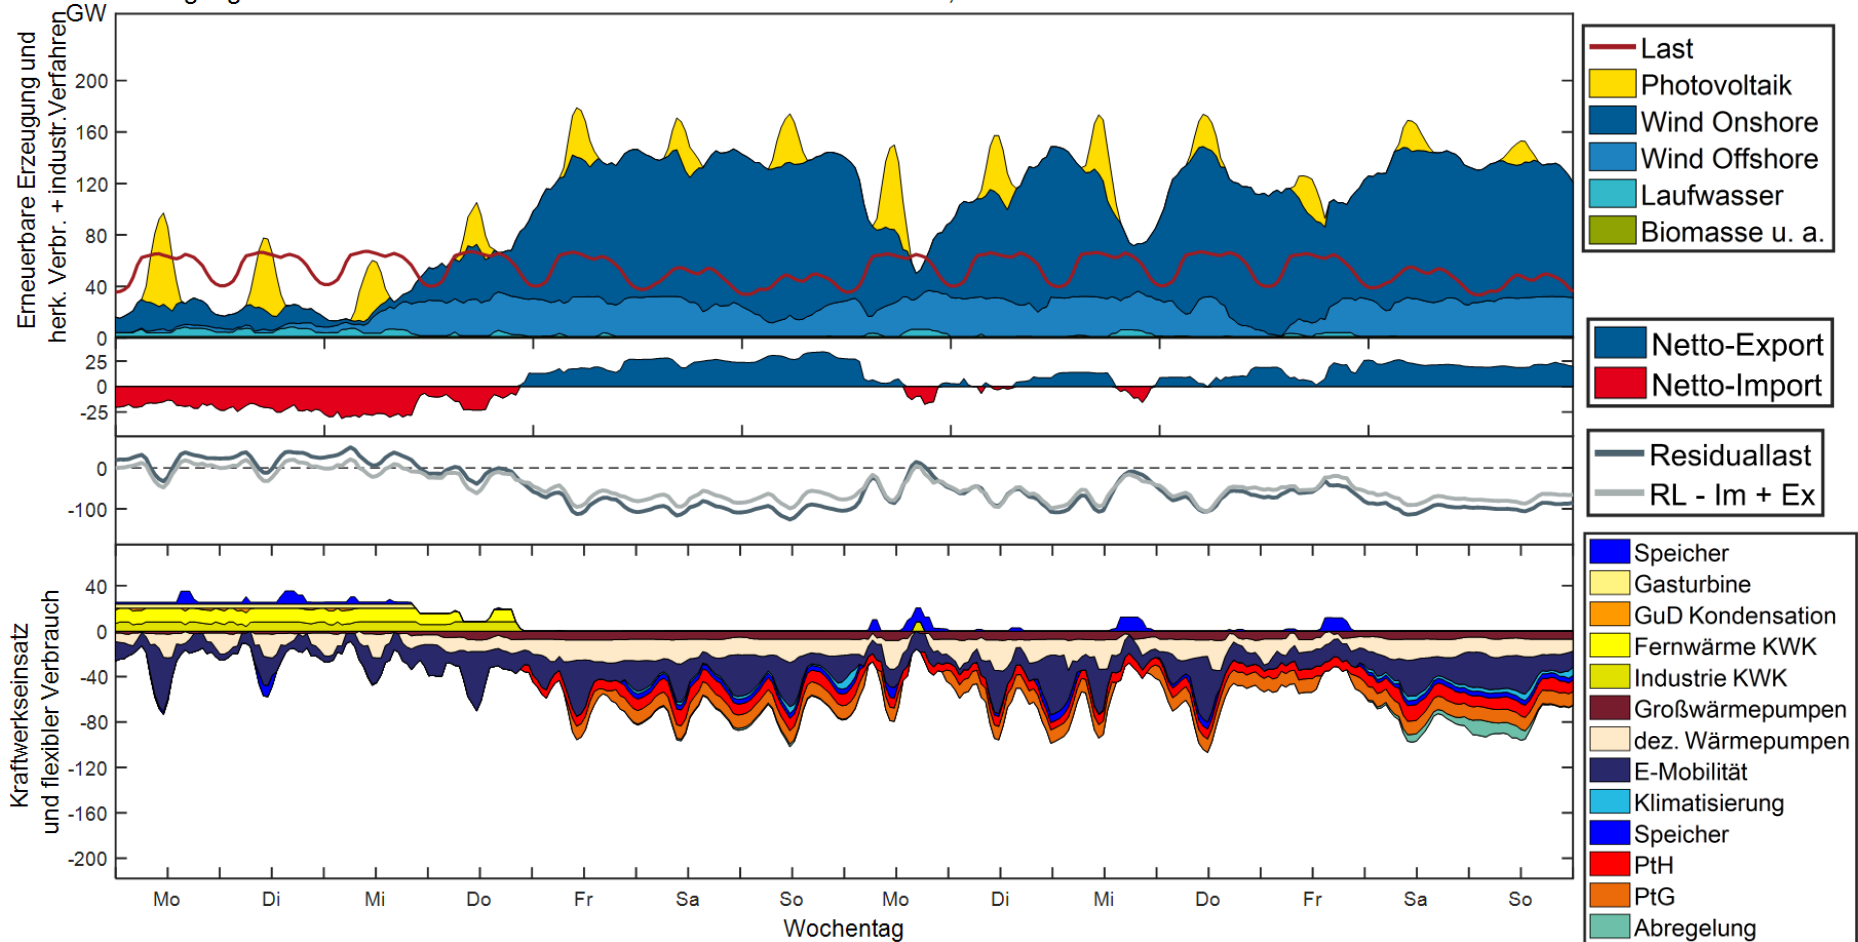 GW
Erneuerbare Erzeugung und
herk. Verbr. + industr.Verfahren
200
160
120
80
40
0
25
0
-25
0
-100
Kraftwerkseinsatz
und flexibler Verbrauch
40
0
-40
-80
-120
-160
-200
Mo Di Mi Do Fr Sa So Mo Di Mi Do Fr Sa So
Wochentag
Last
Photovoltaik
Wind Onshore
Wind Offshore
Laufwasser
Biomasse u. a.
Netto-Export
Netto-Import
Residuallast
RL - Im + Ex
Speicher
Gasturbine
GuD Kondensation
Fernwärme KWK
Industrie KWK
Großwärmepumpen
dez. Wärmepumpen
E-Mobilität
Klimatisierung
Speicher
PtH
PtG
Abregelung